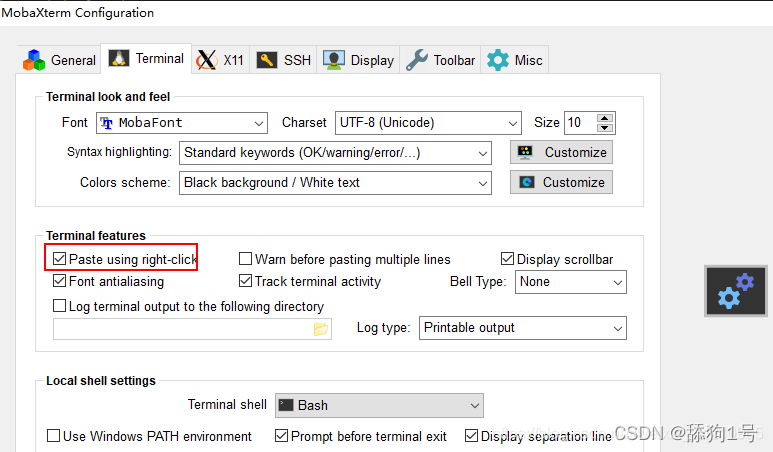 MobaXterm Configuration
General Terminal X11 SSH Display Toolbar Misc
Terminal look and feel
Font MobaFont Charset UTF-8 (Unicode) Size 10
Syntax highlighting: Standard keywords (OK/warning/error/...) Customize
Colors scheme: Black background / White text Customize
Terminal features
Paste using right-click Warn before pasting multiple lines Display scrollbar
Font antialiasing Track terminal activity Bell Type: None
Log terminal output to the following directory
Log type: Printable output
Local shell settings
Terminal shell Bash
Use Windows PATH environment Prompt before terminal exit Display separation line
CSDN @舔狗1号